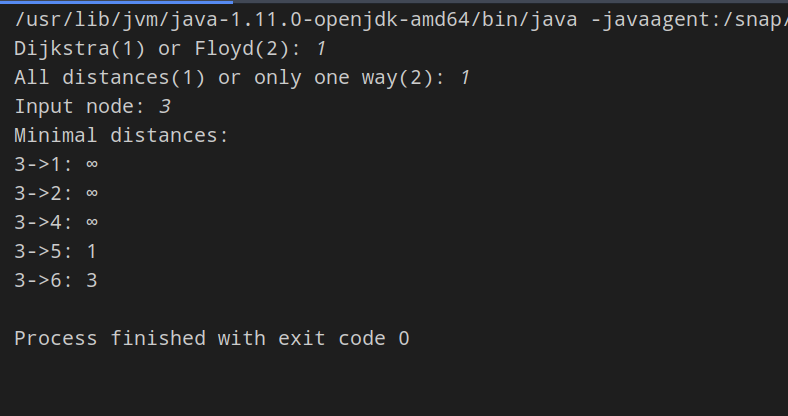 /usr/lib/jvm/java-1.11.0-openjdk-amd64/bin/java -javaagent:/snap/
Dijkstra(1) or Floyd(2): 1
All distances(1) or only one way(2): 1
Input node: 3
Minimal distances:
3->1: ∞
3->2: ∞
3->4: ∞
3->5: 1
3->6: 3
Process finished with exit code 0